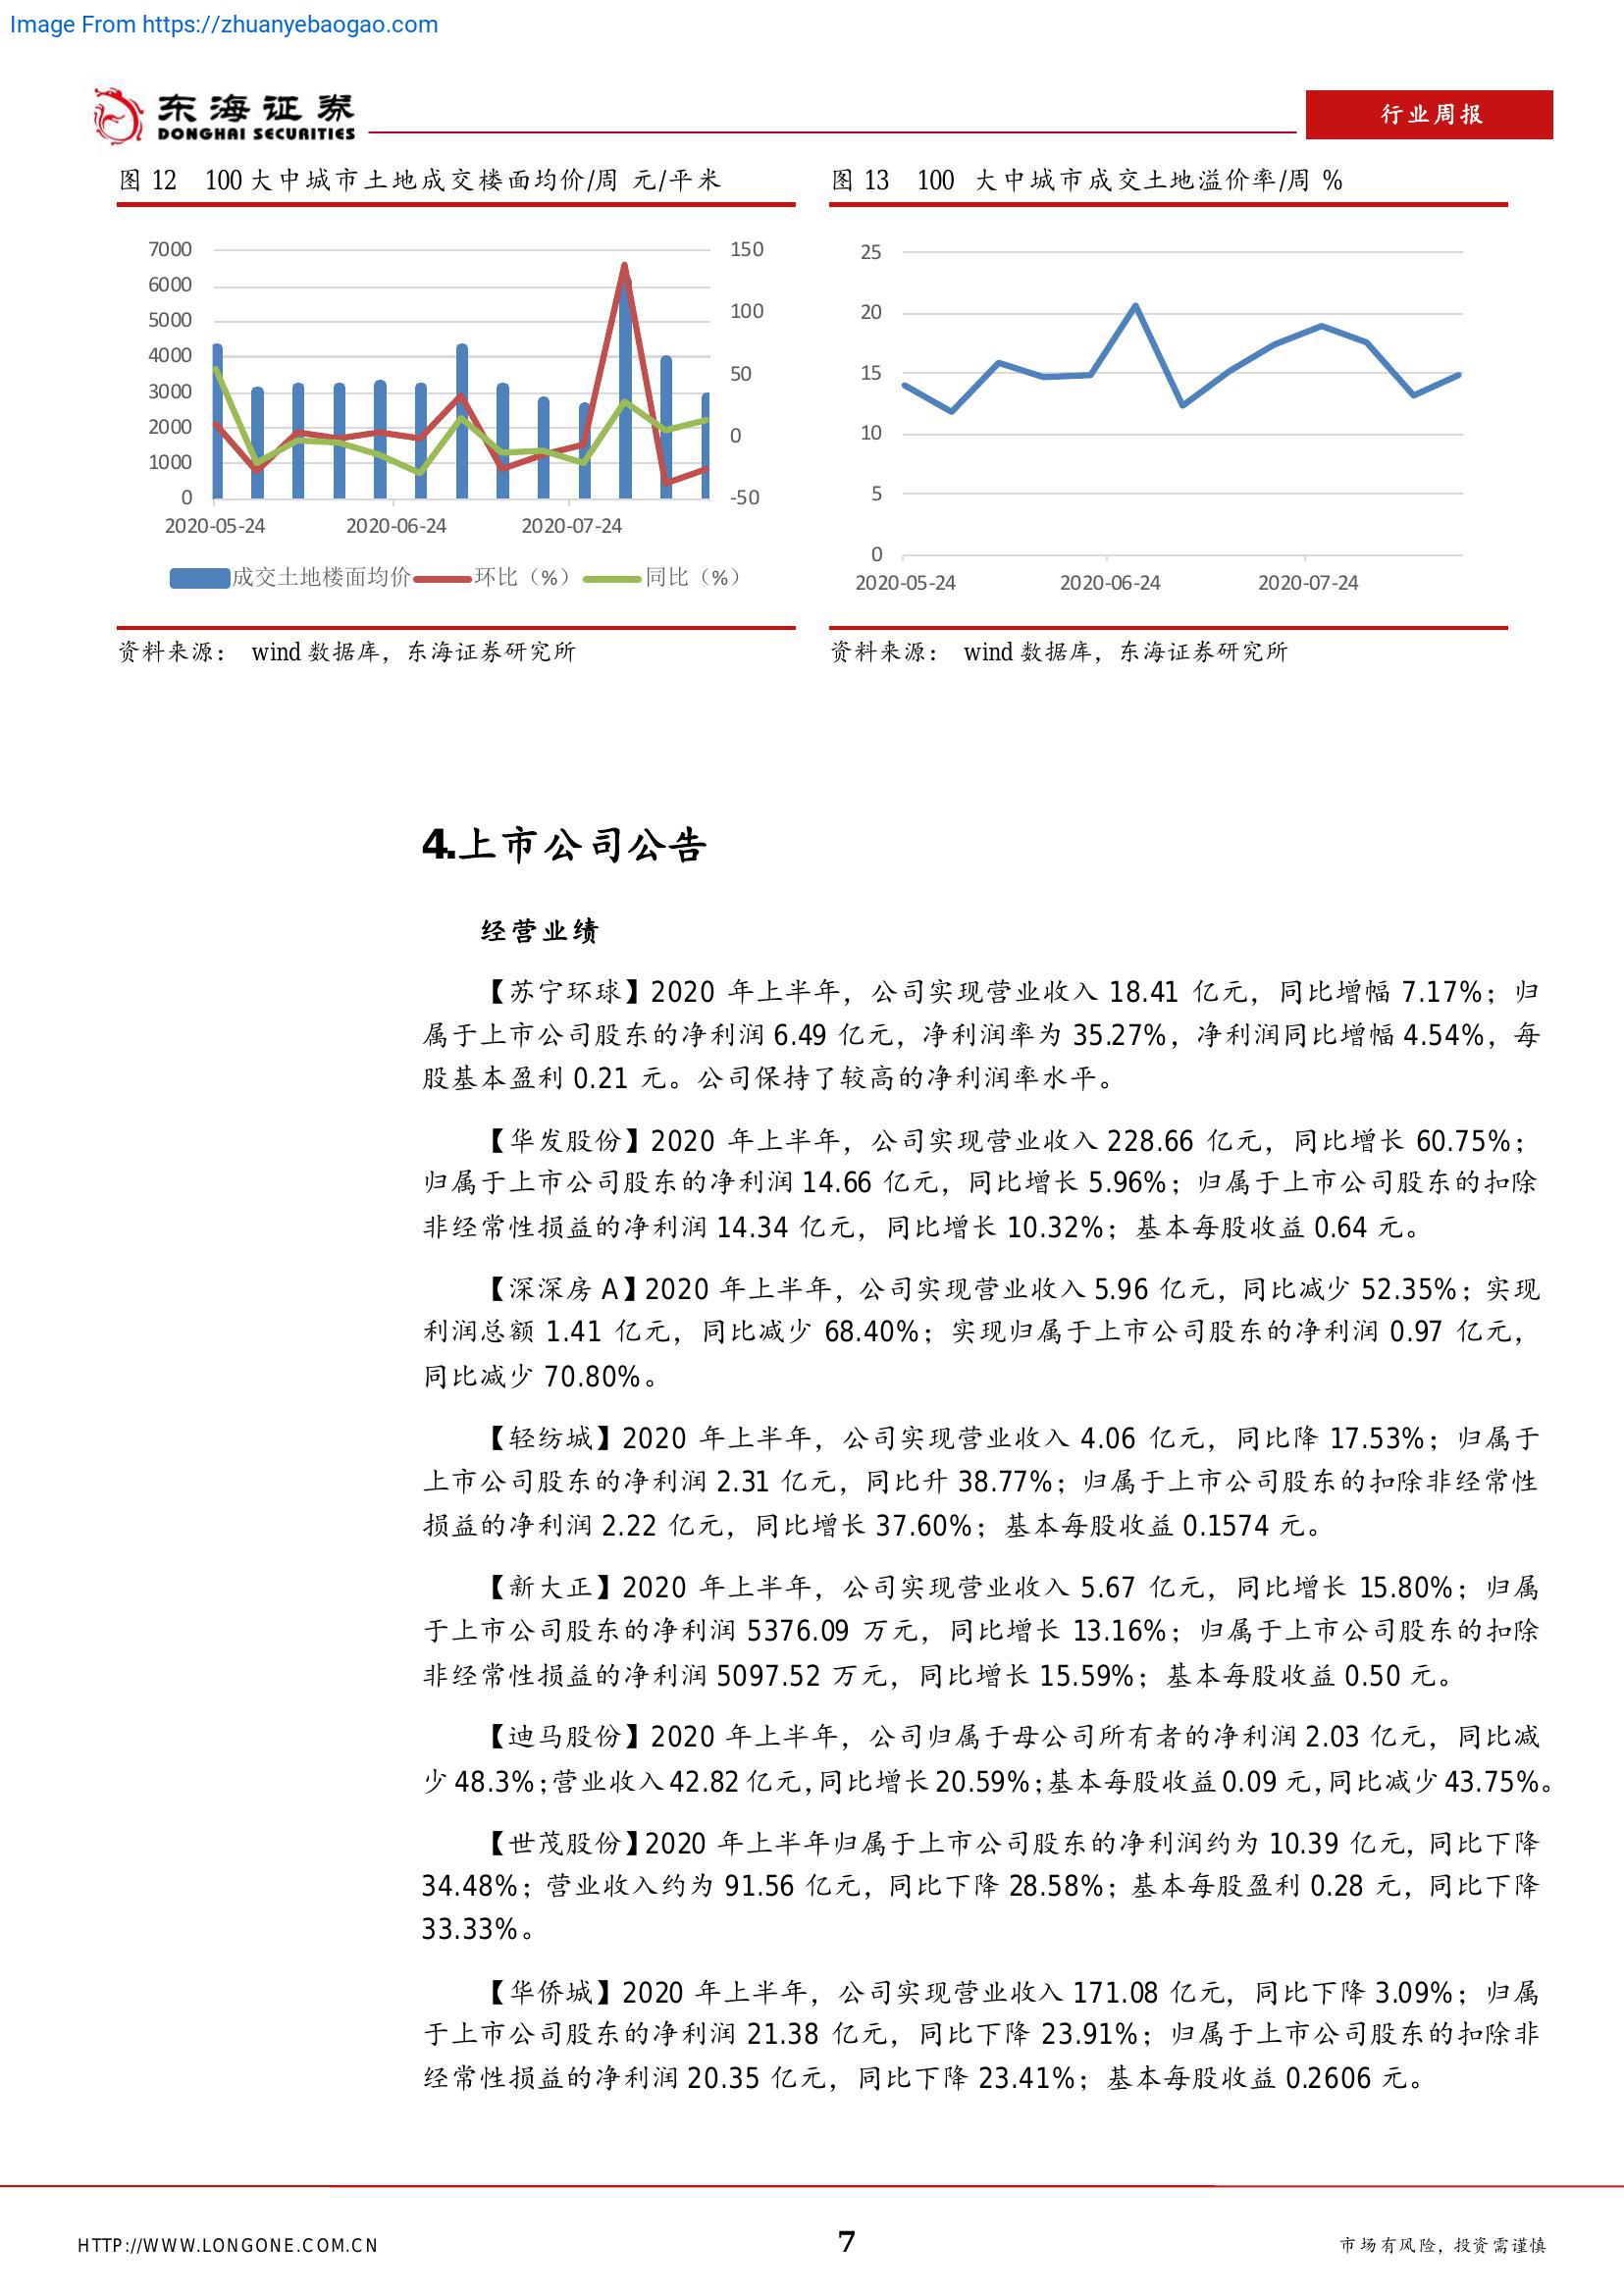 Image From https://zhuanyebaogao.com
东海证券
DONGHAI SECURITIES
行业周报
图 12 100 大中城市土地成交楼面均价/周 元/平米
7000
6000
5000
4000
3000
2000
1000
0
150
100
50
0
-50
2020-05-24
2020-06-24
2020-07-24
成交土地楼面均价
环比（%）
同比（%）
资料来源： wind 数据库，东海证券研究所
图 13 100 大中城市成交土地溢价率/周 %
25
20
15
10
5
0
2020-05-24
2020-06-24
2020-07-24
资料来源： wind 数据库，东海证券研究所
4.上市公司公告
经营业绩
【苏宁环球】2020 年上半年，公司实现营业收入 18.41 亿元，同比增幅 7.17%；归
属于上市公司股东的净利润 6.49 亿元，净利润率为 35.27%，净利润同比增幅 4.54%，每
股基本盈利 0.21 元。公司保持了较高的净利润率水平。
【华发股份】2020 年上半年，公司实现营业收入 228.66 亿元，同比增长 60.75%；
归属于上市公司股东的净利润 14.66 亿元，同比增长 5.96%；归属于上市公司股东的扣除
非经常性损益的净利润 14.34 亿元，同比增长 10.32%；基本每股收益 0.64 元。
【深深房 A】2020 年上半年，公司实现营业收入 5.96 亿元，同比减少 52.35%；实现
利润总额 1.41 亿元，同比减少 68.40%；实现归属于上市公司股东的净利润 0.97 亿元，
同比减少 70.80%。
【轻纺城】2020 年上半年，公司实现营业收入 4.06 亿元，同比降 17.53%；归属于
上市公司股东的净利润 2.31 亿元，同比升 38.77%；归属于上市公司股东的扣除非经常性
损益的净利润 2.22 亿元，同比增长 37.60%；基本每股收益 0.1574 元。
【新大正】2020 年上半年，公司实现营业收入 5.67 亿元，同比增长 15.80%；归属
于上市公司股东的净利润 5376.09 万元，同比增长 13.16%；归属于上市公司股东的扣除
非经常性损益的净利润 5097.52 万元，同比增长 15.59%；基本每股收益 0.50 元。
【迪马股份】2020 年上半年，公司归属于母公司所有者的净利润 2.03 亿元，同比减
少 48.3%；营业收入 42.82 亿元，同比增长 20.59%；基本每股收益 0.09 元，同比减少 43.75%。
【世茂股份】2020 年上半年归属于上市公司股东的净利润约为 10.39 亿元，同比下降
34.48%；营业收入约为 91.56 亿元，同比下降 28.58%；基本每股盈利 0.28 元，同比下降
33.33%。
【华侨城】2020 年上半年，公司实现营业收入 171.08 亿元，同比下降 3.09%；归属
于上市公司股东的净利润 21.38 亿元，同比下降 23.91%；归属于上市公司股东的扣除非
经常性损益的净利润 20.35 亿元，同比下降 23.41%；基本每股收益 0.2606 元。
HTTP://WWW.LONGONE.COM.CN
7
市场有风险，投资需谨慎